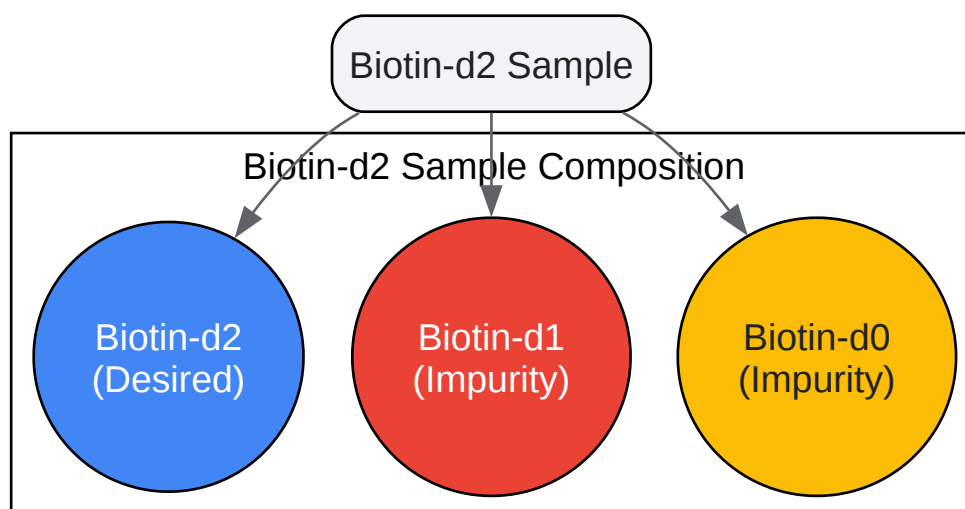 Biotin-d2 Sample
Biotin-d2 Sample Composition
Biotin-d2
(Desired)
Biotin-d1
(Impurity)
Biotin-d0
(Impurity)